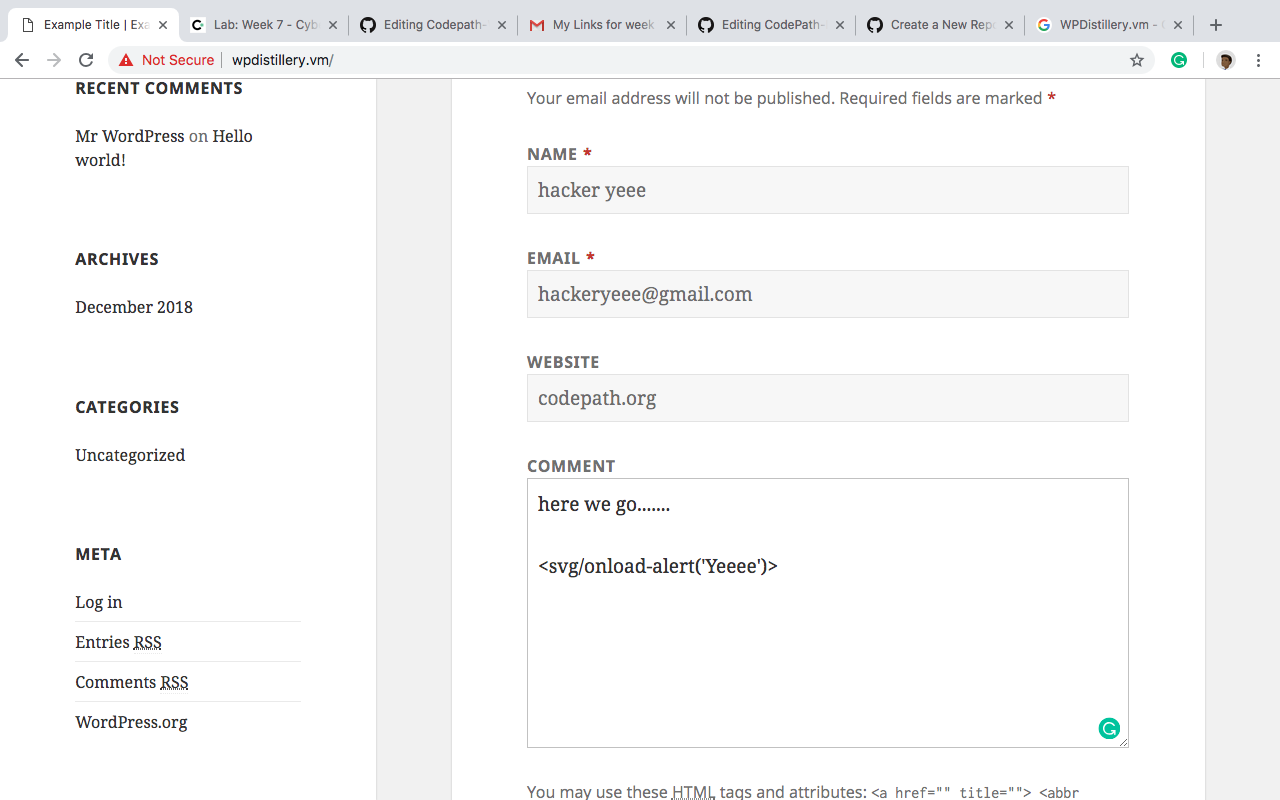 Example Title | Exa
Lab: Week 7 - Cyb
Editing Codepath-
My Links for week
Editing CodePath-
Create a New Repo
WPDistillery.vm - G
Not Secure
wpdistillery.vm/
RECENT COMMENTS
Mr WordPress on Hello
world!
ARCHIVES
December 2018
CATEGORIES
Uncategorized
META
Log in
Entries RSS
Comments RSS
WordPress.org
Your email address will not be published. Required fields are marked *
NAME *
hacker yeee
EMAIL *
hackeryeee@gmail.com
WEBSITE
codepath.org
COMMENT
here we go.......
<svg/onload-alert('Yeeee')>
You may use these HTML tags and attributes: <a href="" title=""> <abbr